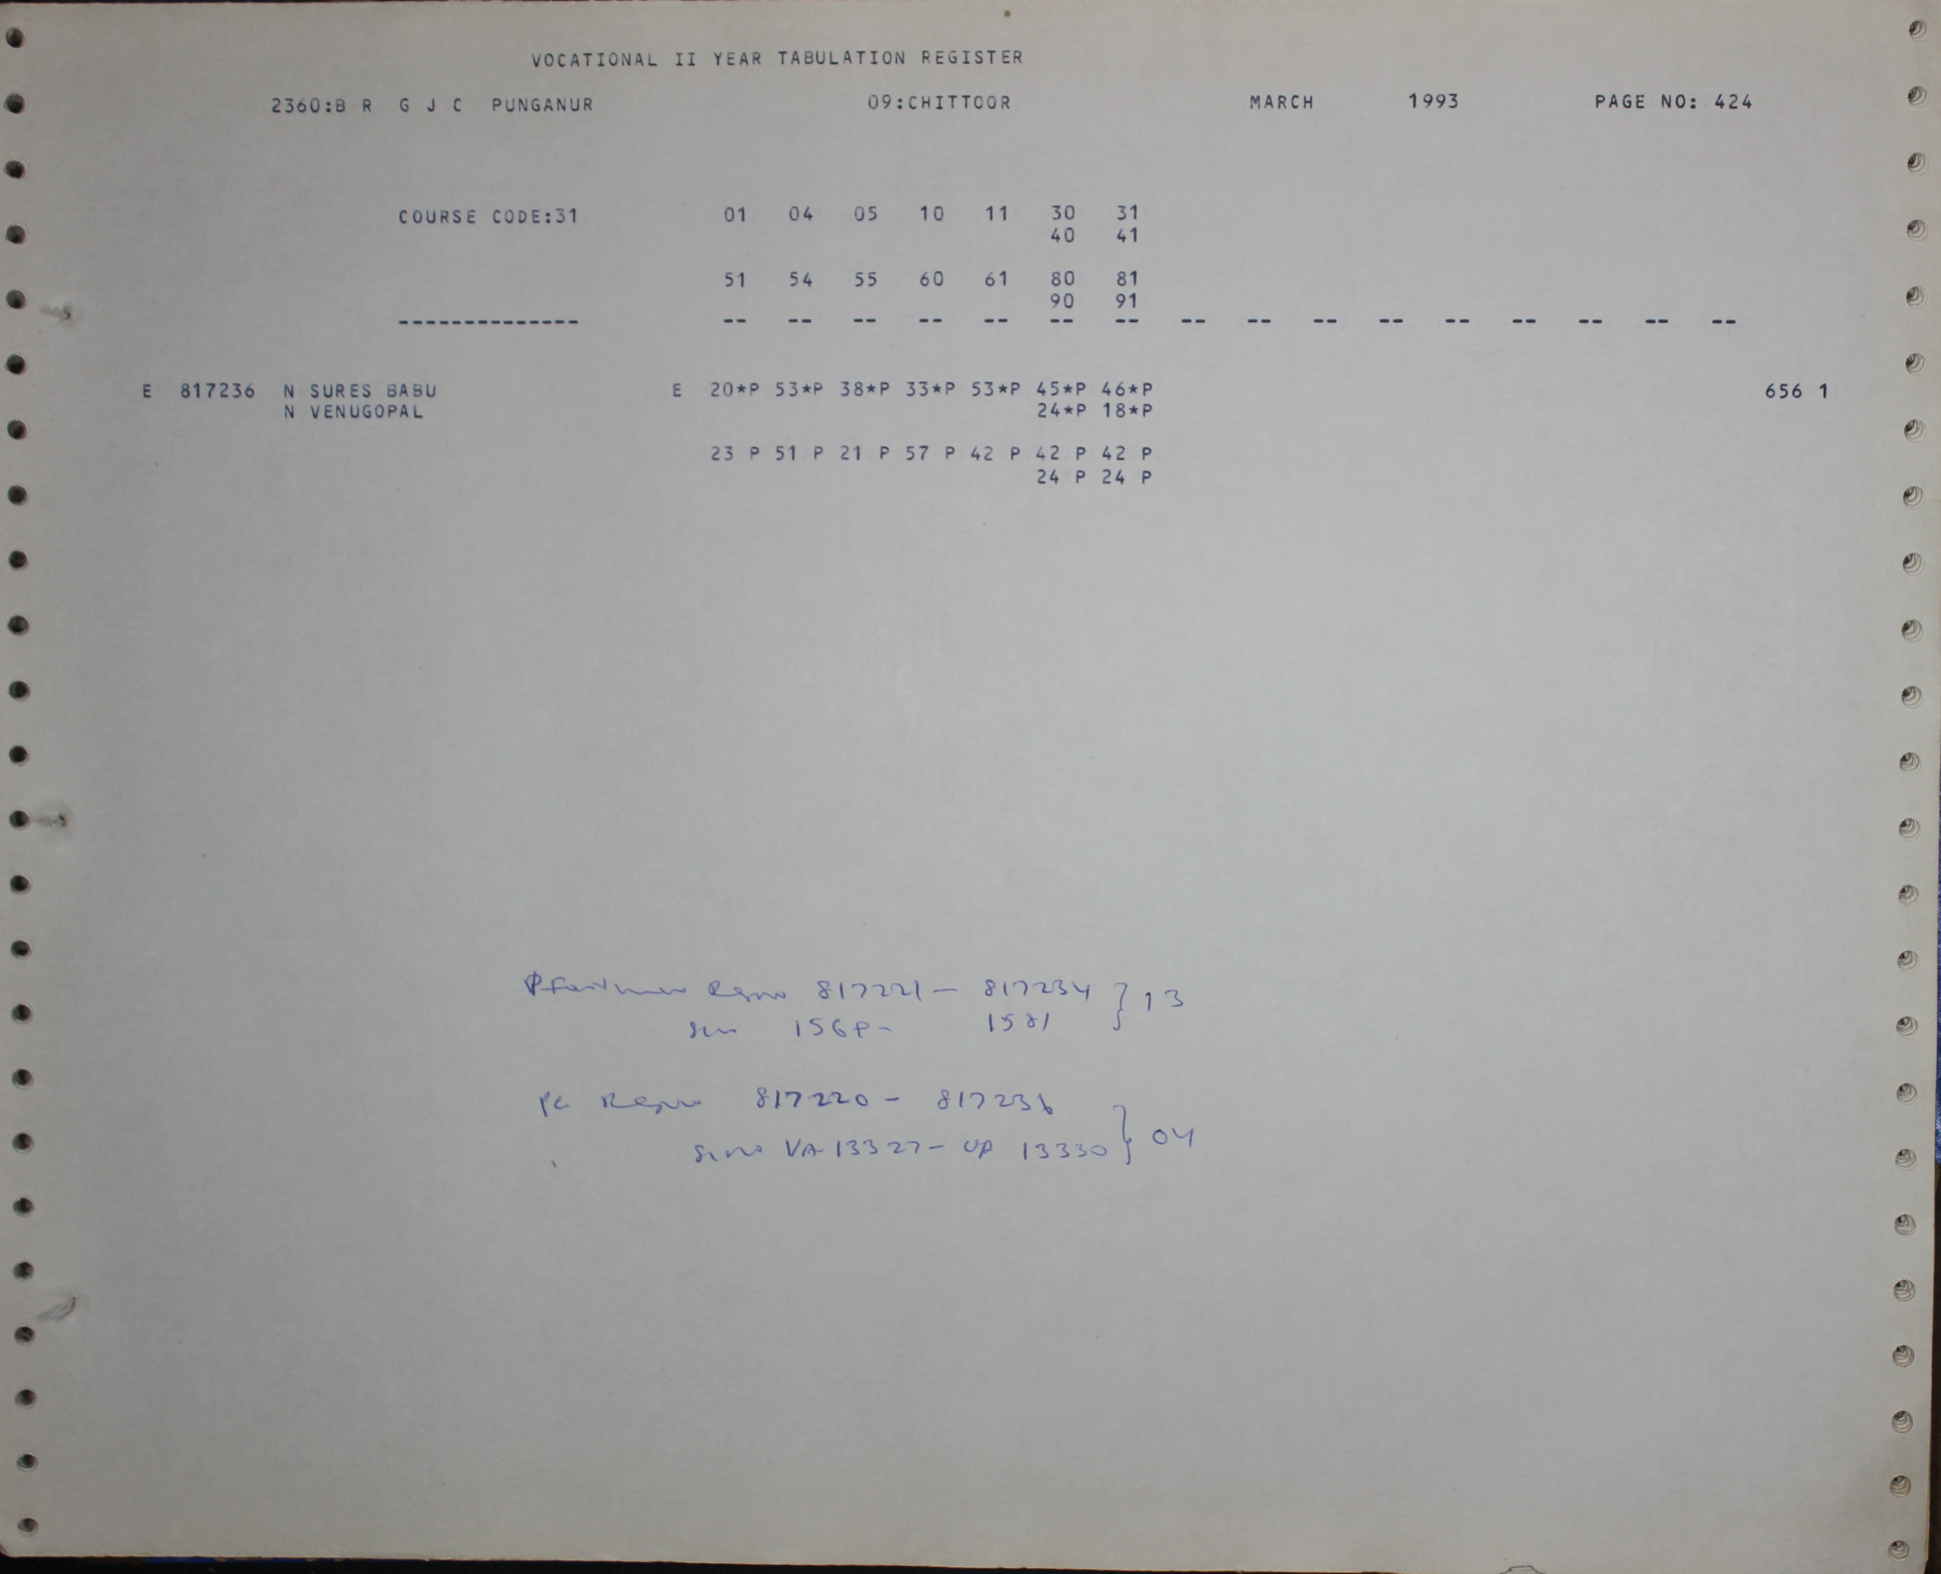 VOCATIONAL II YEAR TABULATION REGISTER
2360:B R G J C PUNGANUR 09:CHITTOOR MARCH 1993 PAGE NO: 424
COURSE CODE:31 01 04 05 10 11 30 31
40 41
51 54 55 60 61 80 81
90 91
-------------- -- -- -- -- -- -- -- -- -- -- -- -- -- -- -- --
E 817236 N SURES BABU E 20*P 53*P 38*P 33*P 53*P 45*P 46*P 656 1
N VENUGOPAL 24*P 18*P
23 P 51 P 21 P 57 P 42 P 42 P 42 P
24 P 24 P
817221 - 817234 } 13
1581
817220 - 817236
VA 13327 - VA 13330 } 04